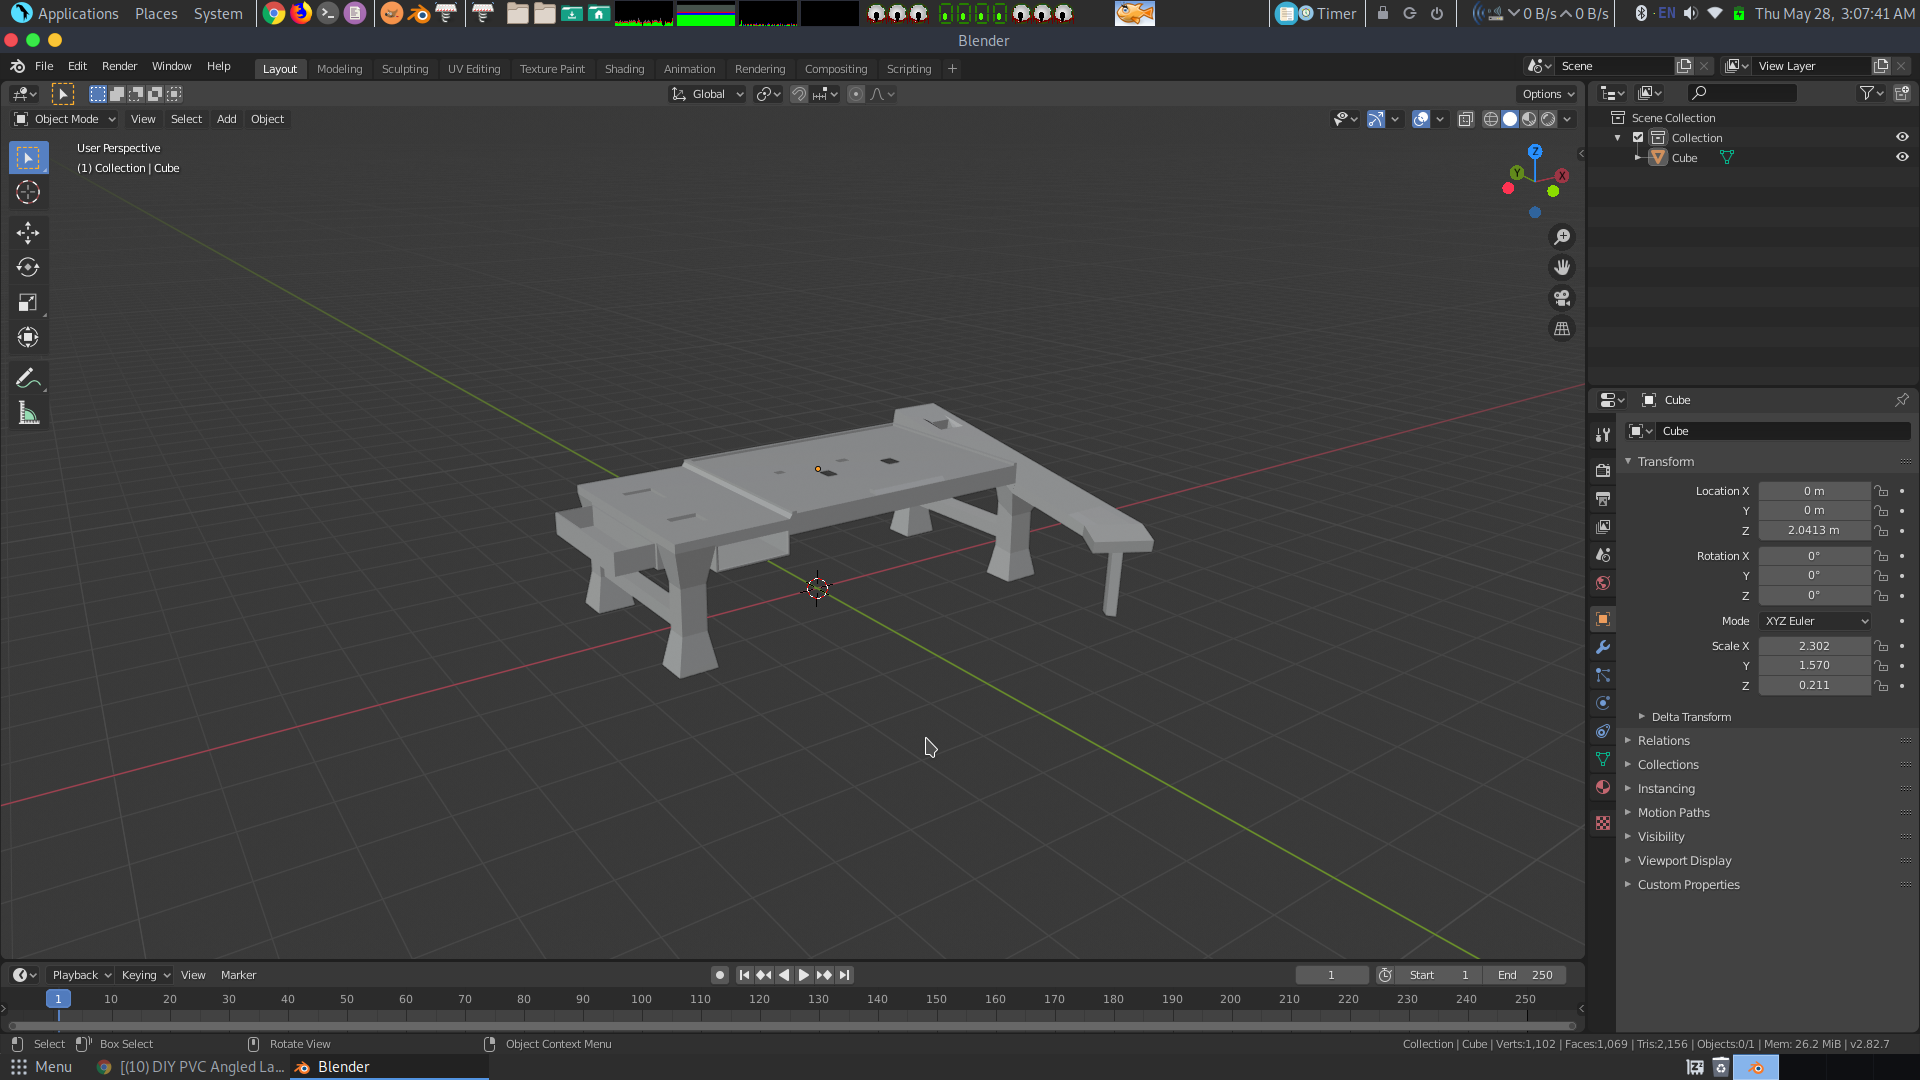 Applications Places System Timer 0 B/s 0 B/s EN Thu May 28, 3:07:41 AM
Blender
File Edit Render Window Help Layout Modeling Sculpting UV Editing Texture Paint Shading Animation Rendering Compositing Scripting + Scene View Layer
Global Options
Object Mode View Select Add Object
User Perspective
(1) Collection | Cube
Z
Y X
Scene Collection
Collection
Cube
Cube
Cube
Transform
Location X 0 m
Y 0 m
Z 2.0413 m
Rotation X 0°
Y 0°
Z 0°
Mode XYZ Euler
Scale X 2.302
Y 1.570
Z 0.211
Delta Transform
Relations
Collections
Instancing
Motion Paths
Visibility
Viewport Display
Custom Properties
Playback Keying View Marker 1 Start 1 End 250
1 10 20 30 40 50 60 70 80 90 100 110 120 130 140 150 160 170 180 190 200 210 220 230 240 250
Select Box Select Rotate View Object Context Menu Collection | Cube | Verts:1,102 | Faces:1,069 | Tris:2,156 | Objects:0/1 | Mem: 26.2 MiB | v2.82.7
Menu [(10) DIY PVC Angled La... Blender